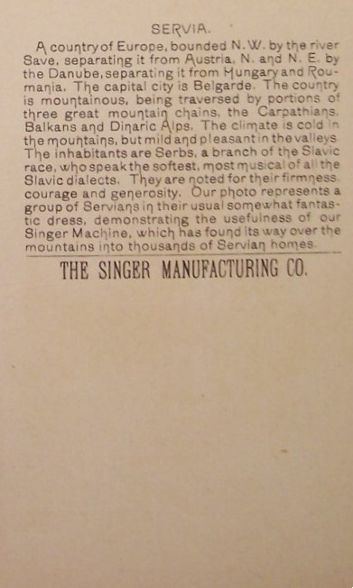 SERVIA.
A country of Europe, bounded N.W. by the river
Save, separating it from Austria, N. and N. E. by
the Danube, separating it from Hungary and Rou-
mania. The capital city is Belgarde. The country
is mountainous, being traversed by portions of
three great mountain chains, the Carpathians,
Balkans and Dinaric Alps. The climate is cold in
the mountains, but mild and pleasant in the valleys.
The inhabitants are Serbs, a branch of the Slavic
race, who speak the softest, most musical of all the
Slavic dialects. They are noted for their firmness
courage and generosity. Our photo represents a
group of Servians in their usual somewhat fantas-
tic dress, demonstrating the usefulness of our
Singer Machine, which has found its way over the
mountains into thousands of Servian homes.
THE SINGER MANUFACTURING CO.